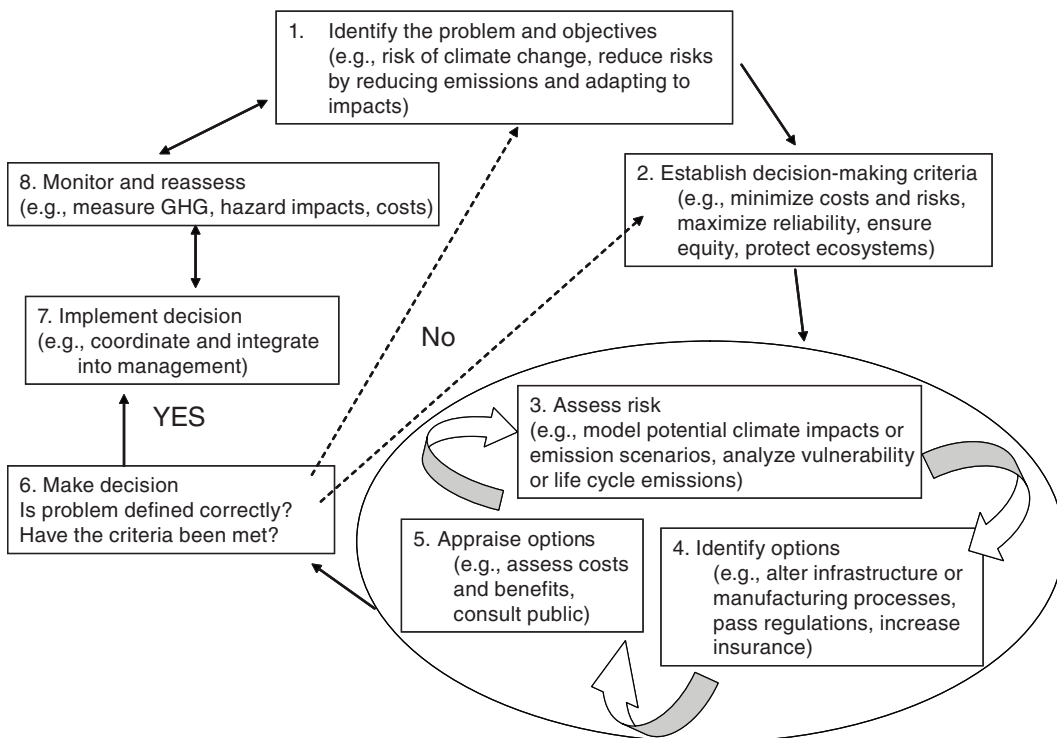 1. Identify the problem and objectives
(e.g., risk of climate change, reduce risks
by reducing emissions and adapting to
impacts)
2. Establish decision-making criteria
(e.g., minimize costs and risks,
maximize reliability, ensure
equity, protect ecosystems)
3. Assess risk
(e.g., model potential climate impacts or
emission scenarios, analyze vulnerability
or life cycle emissions)
4. Identify options
(e.g., alter infrastructure or
manufacturing processes,
pass regulations, increase
insurance)
5. Appraise options
(e.g., assess costs
and benefits,
consult public)
6. Make decision
Is problem defined correctly?
Have the criteria been met?
No
YES
7. Implement decision
(e.g., coordinate and integrate
into management)
8. Monitor and reassess
(e.g., measure GHG, hazard impacts, costs)